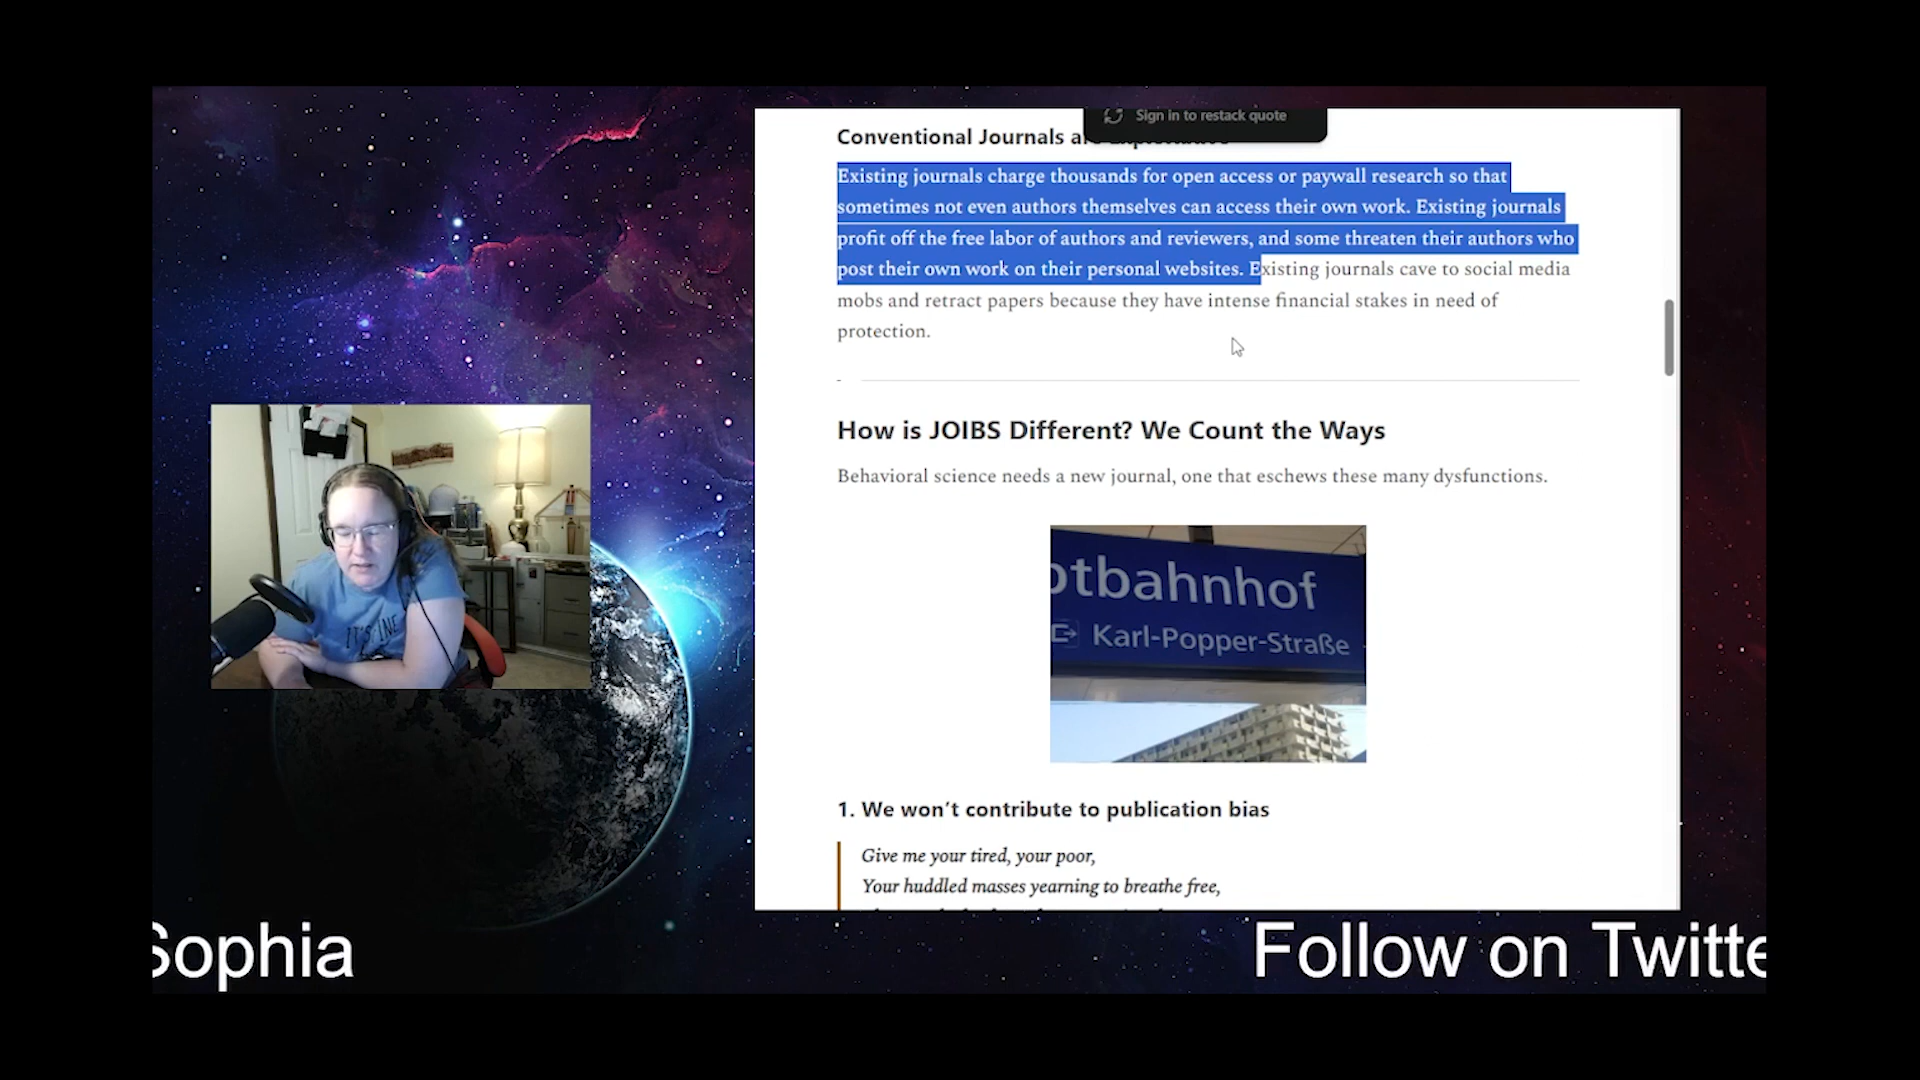 Sign in to restack quote
Conventional Journals are Exploitative
Existing journals charge thousands for open access or paywall research so that
sometimes not even authors themselves can access their own work. Existing journals
profit off the free labor of authors and reviewers, and some threaten their authors who
post their own work on their personal websites. Existing journals cave to social media
mobs and retract papers because they have intense financial stakes in need of
protection.
How is JOIBS Different? We Count the Ways
Behavioral science needs a new journal, one that eschews these many dysfunctions.
otbahnhof
Karl-Popper-Straße
IT'S FINE
1. We won't contribute to publication bias
Give me your tired, your poor,
Your huddled masses yearning to breathe free,
Sophia
Follow on Twitte